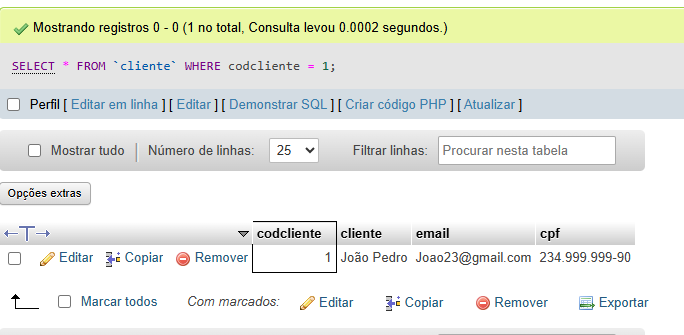 Mostrando registros 0 - 0 (1 no total, Consulta levou 0.0002 segundos.)
SELECT * FROM `cliente` WHERE codcliente = 1;
Perfil [ Editar em linha ] [ Editar ] [ Demonstrar SQL ] [ Criar código PHP ] [ Atualizar ]
Mostrar tudo Número de linhas: 25 Filtrar linhas: Procurar nesta tabela
Opções extras
codcliente cliente email cpf
Editar Copiar Remover 1 João Pedro Joao23@gmail.com 234.999.999-90
Marcar todos Com marcados: Editar Copiar Remover Exportar